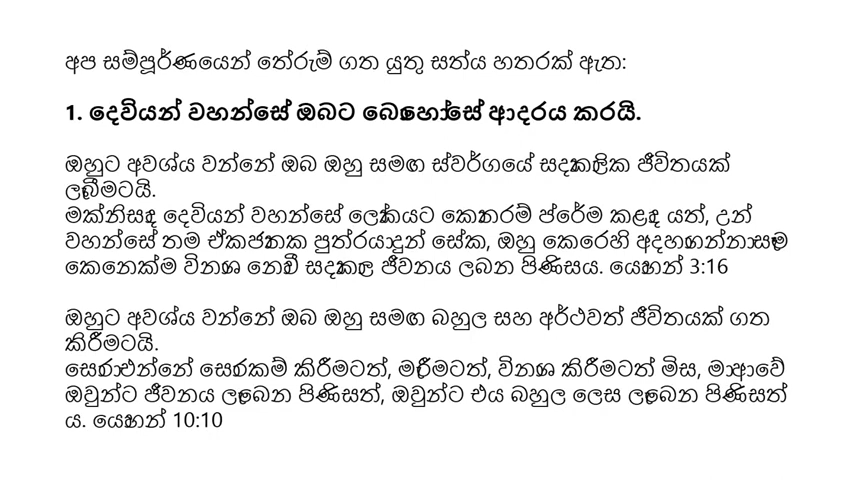 අප සම්පූර්ණයෙන් තේරුම් ගත යුතු සත්ය හතරක් ඇත:
1. දෙවියන් වහන්සේ ඔබට බොහෝසේ ආදරය කරයි.
ඔහුට අවශ්ය වන්නේ ඔබ ඔහු සමඟ ස්වර්ගයේ සදාකාලික ජීවිතයක්
ලැබීමටයි.
මක්නිසාද දෙවියන් වහන්සේ ලෝකයට කොතරම් ප්රේම කළාද යත්, උන්
වහන්සේ තම ඒකජාතක පුත්රයා දුන් සේක, ඔහු කෙරෙහි අදහාගන්නා සෑම
කෙනෙක්ම විනාශ නොවී සදාකාල ජීවනය ලබන පිණිසය. යොහන් 3:16
ඔහුට අවශ්ය වන්නේ ඔබ ඔහු සමඟ බහුල සහ අර්ථවත් ජීවිතයක් ගත
කිරීමටයි.
සොරා එන්නේ සොරකම් කිරීමටත්, මැරීමටත්, විනාශ කිරීමටත් මිස, මා ආවේ
ඔවුන්ට ජීවනය ලැබෙන පිණිසත්, ඔවුන්ට එය බහුල ලෙස ලැබෙන පිණිසත්
ය. යොහන් 10:10